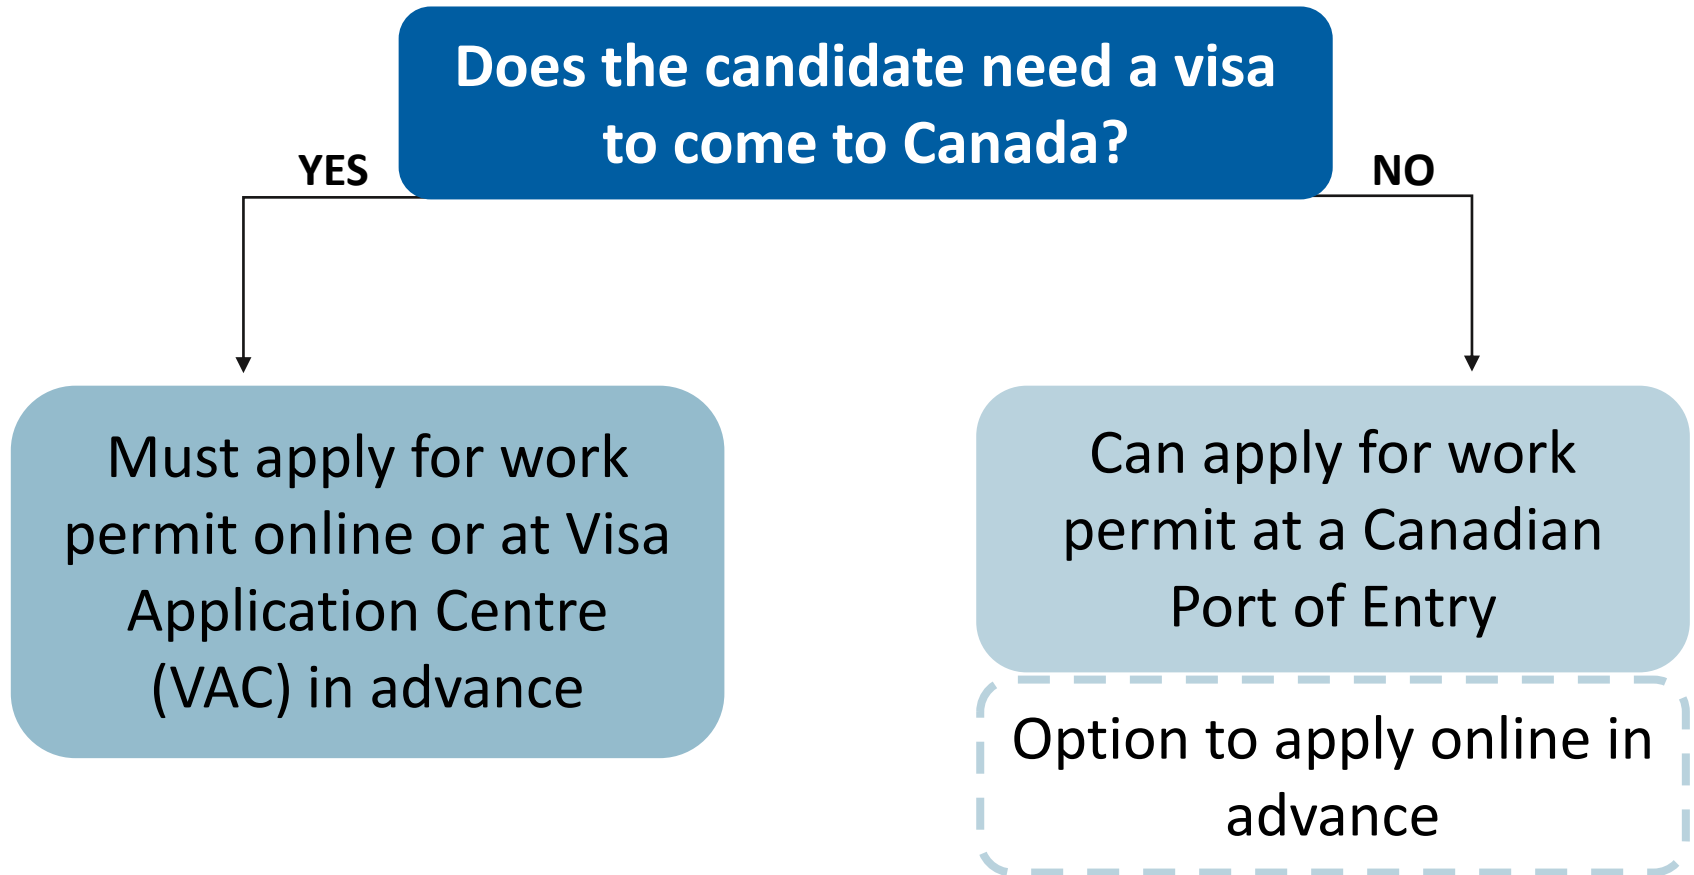 Does the candidate need a visa
to come to Canada?
YES
NO
Must apply for work
permit online or at Visa
Application Centre
(VAC) in advance
Can apply for work
permit at a Canadian
Port of Entry
Option to apply online in
advance